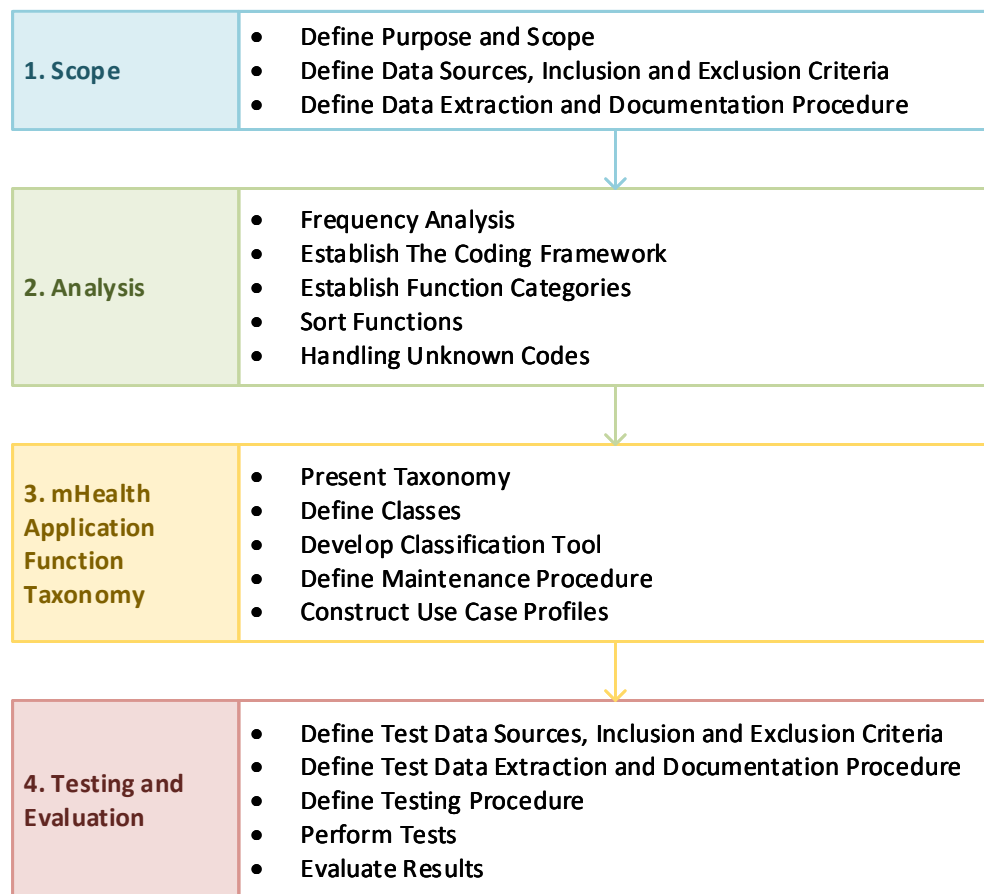 1. Scope
• Define Purpose and Scope
• Define Data Sources, Inclusion and Exclusion Criteria
• Define Data Extraction and Documentation Procedure
2. Analysis
• Frequency Analysis
• Establish The Coding Framework
• Establish Function Categories
• Sort Functions
• Handling Unknown Codes
3. mHealth
Application
Function
Taxonomy
• Present Taxonomy
• Define Classes
• Develop Classification Tool
• Define Maintenance Procedure
• Construct Use Case Profiles
4. Testing and
Evaluation
• Define Test Data Sources, Inclusion and Exclusion Criteria
• Define Test Data Extraction and Documentation Procedure
• Define Testing Procedure
• Perform Tests
• Evaluate Results